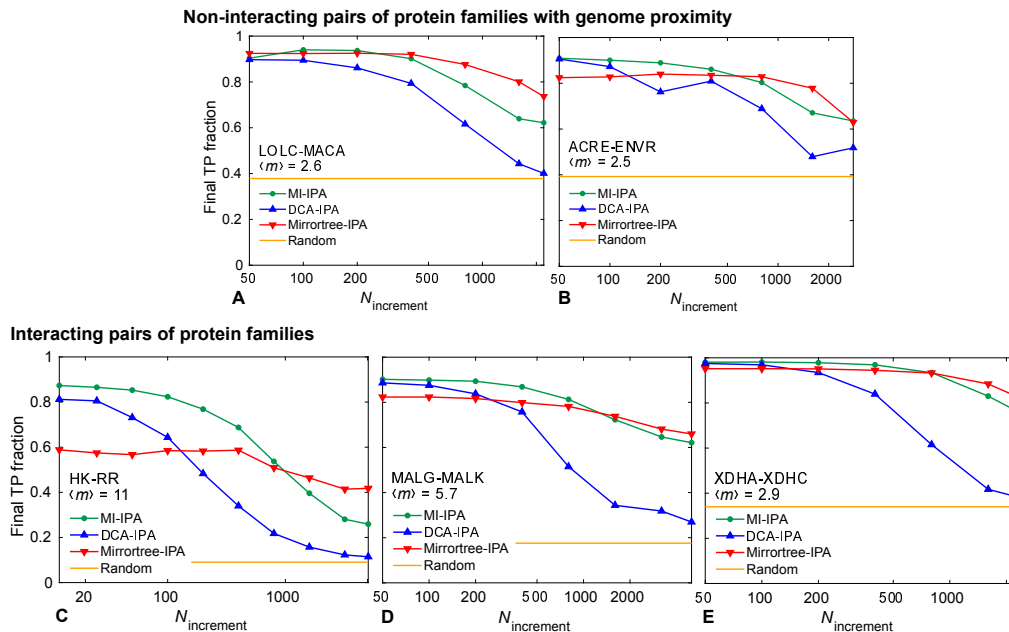 Non-interacting pairs of protein families with genome proximity
1
0.8
0.6
0.4
0.2
0
Final TP fraction
LOLC-MACA
⟨m⟩ = 2.6
MI-IPA
DCA-IPA
Mirrortree-IPA
Random
50 100 200 500 1000
A
N increment
ACRE-ENVR
⟨m⟩ = 2.5
MI-IPA
DCA-IPA
Mirrortree-IPA
Random
50 100 200 500 1000 2000
B
N increment
Interacting pairs of protein families
1
0.8
0.6
0.4
0.2
0
Final TP fraction
HK-RR
⟨m⟩ = 11
MI-IPA
DCA-IPA
Mirrortree-IPA
Random
20 100 1000
C
N increment
MALG-MALK
⟨m⟩ = 5.7
MI-IPA
DCA-IPA
Mirrortree-IPA
Random
50 100 200 500 1000 2000
D
N increment
XDHA-XDHC
⟨m⟩ = 2.9
MI-IPA
DCA-IPA
Mirrortree-IPA
Random
50 100 200 500 1000
E
N increment